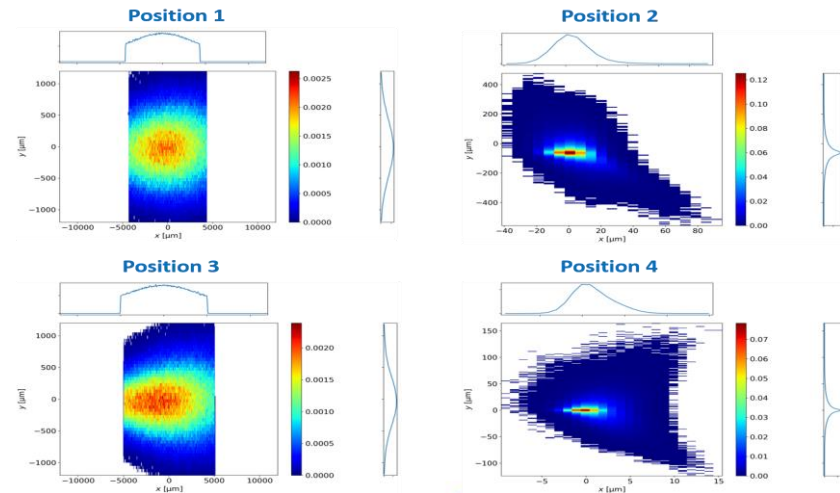 Position 1
1000
500
0
−500
−1000
y [μm]
−10000 −5000 0 5000 10000
x [μm]
0.0025
0.0020
0.0015
0.0010
0.0005
0.0000
Position 2
400
200
0
−200
−400
y [μm]
−40 −20 0 20 40 60 80
x [μm]
0.12
0.10
0.08
0.06
0.04
0.02
0.00
Position 3
1000
500
0
−500
−1000
y [μm]
−10000 −5000 0 5000 10000
x [μm]
0.0020
0.0015
0.0010
0.0005
0.0000
Position 4
150
100
50
0
−50
−100
y [μm]
−5 0 5 10 15
x [μm]
0.07
0.06
0.05
0.04
0.03
0.02
0.01
0.00